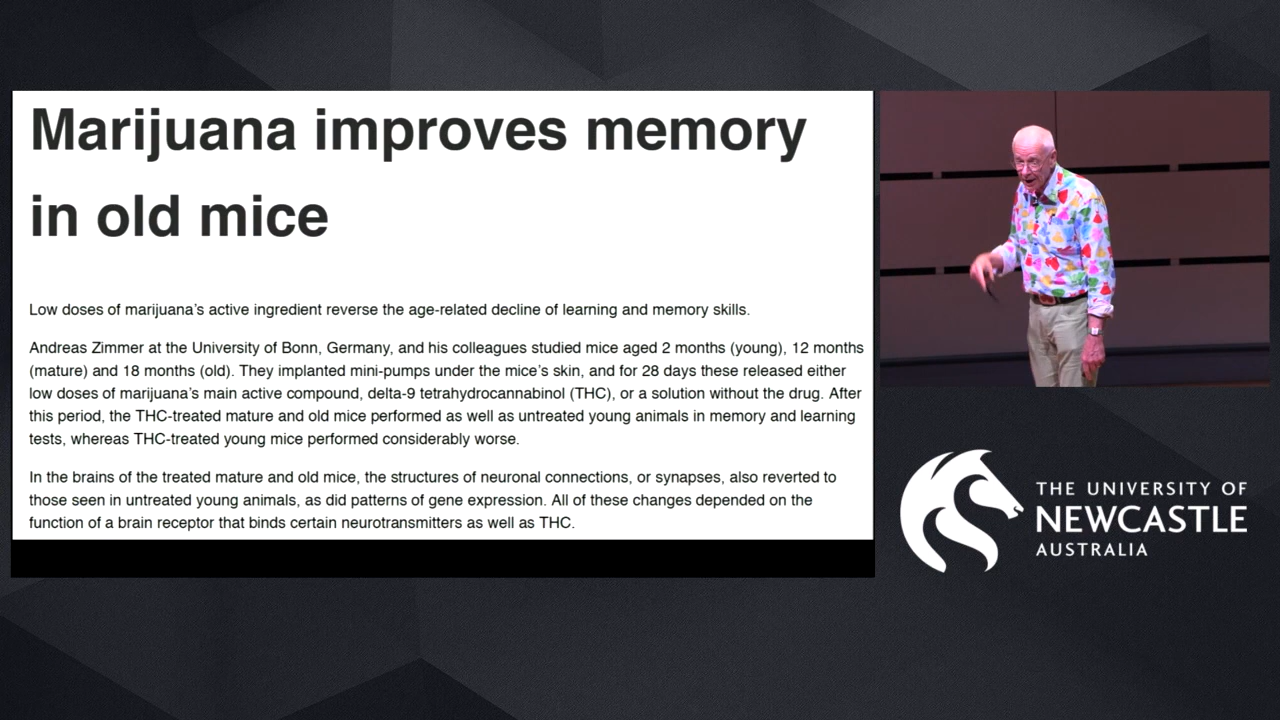 Marijuana improves memory
in old mice
Low doses of marijuana’s active ingredient reverse the age-related decline of learning and memory skills.
Andreas Zimmer at the University of Bonn, Germany, and his colleagues studied mice aged 2 months (young), 12 months
(mature) and 18 months (old). They implanted mini-pumps under the mice’s skin, and for 28 days these released either
low doses of marijuana’s main active compound, delta-9 tetrahydrocannabinol (THC), or a solution without the drug. After
this period, the THC-treated mature and old mice performed as well as untreated young animals in memory and learning
tests, whereas THC-treated young mice performed considerably worse.
In the brains of the treated mature and old mice, the structures of neuronal connections, or synapses, also reverted to
those seen in untreated young animals, as did patterns of gene expression. All of these changes depended on the
function of a brain receptor that binds certain neurotransmitters as well as THC.
THE UNIVERSITY OF
NEWCASTLE
AUSTRALIA